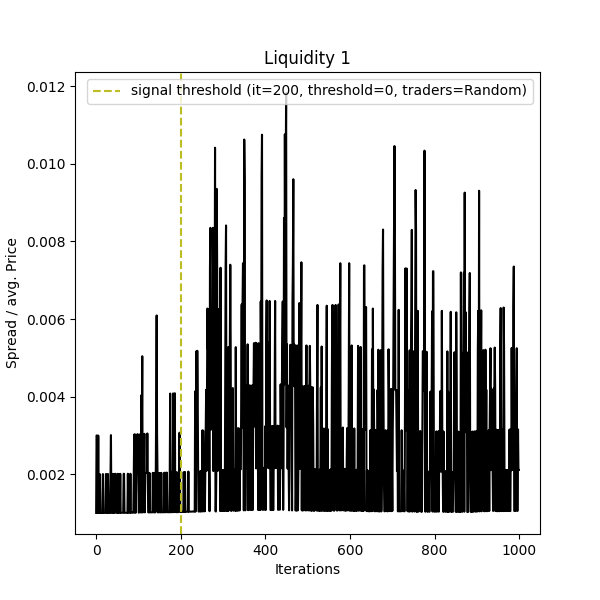 Liquidity 1
signal threshold (it=200, threshold=0, traders=Random)
Spread / avg. Price
0.012
0.010
0.008
0.006
0.004
0.002
0 200 400 600 800 1000
Iterations